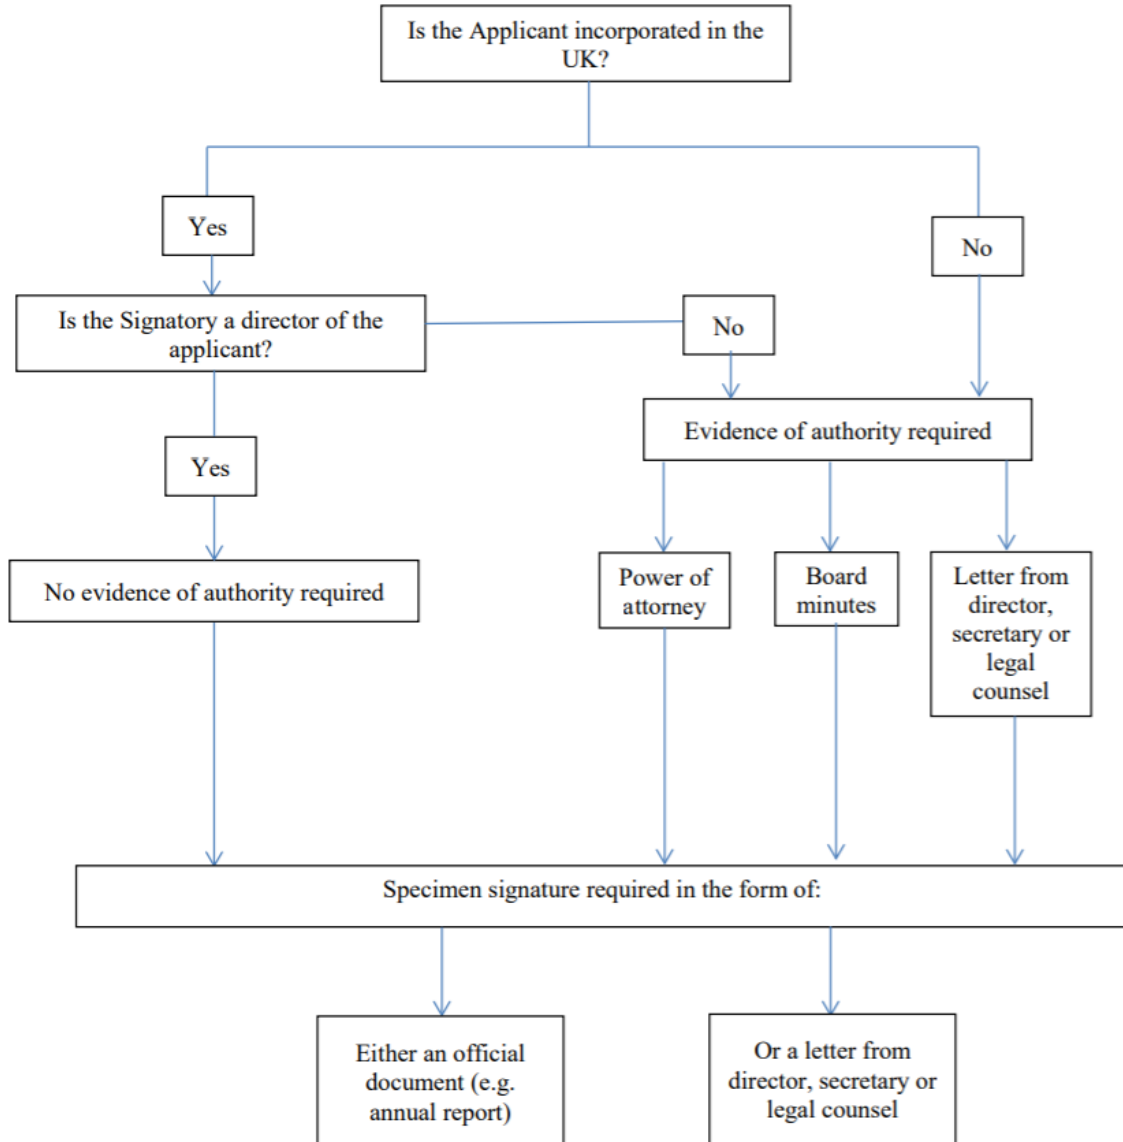 Is the Applicant incorporated in the
UK?
Yes
No
Is the Signatory a director of the
applicant?
No
Evidence of authority required
Yes
No evidence of authority required
Power of
attorney
Board
minutes
Letter from
director,
secretary or
legal
counsel
Specimen signature required in the form of:
Either an official
document (e.g.
annual report)
Or a letter from
director, secretary or
legal counsel